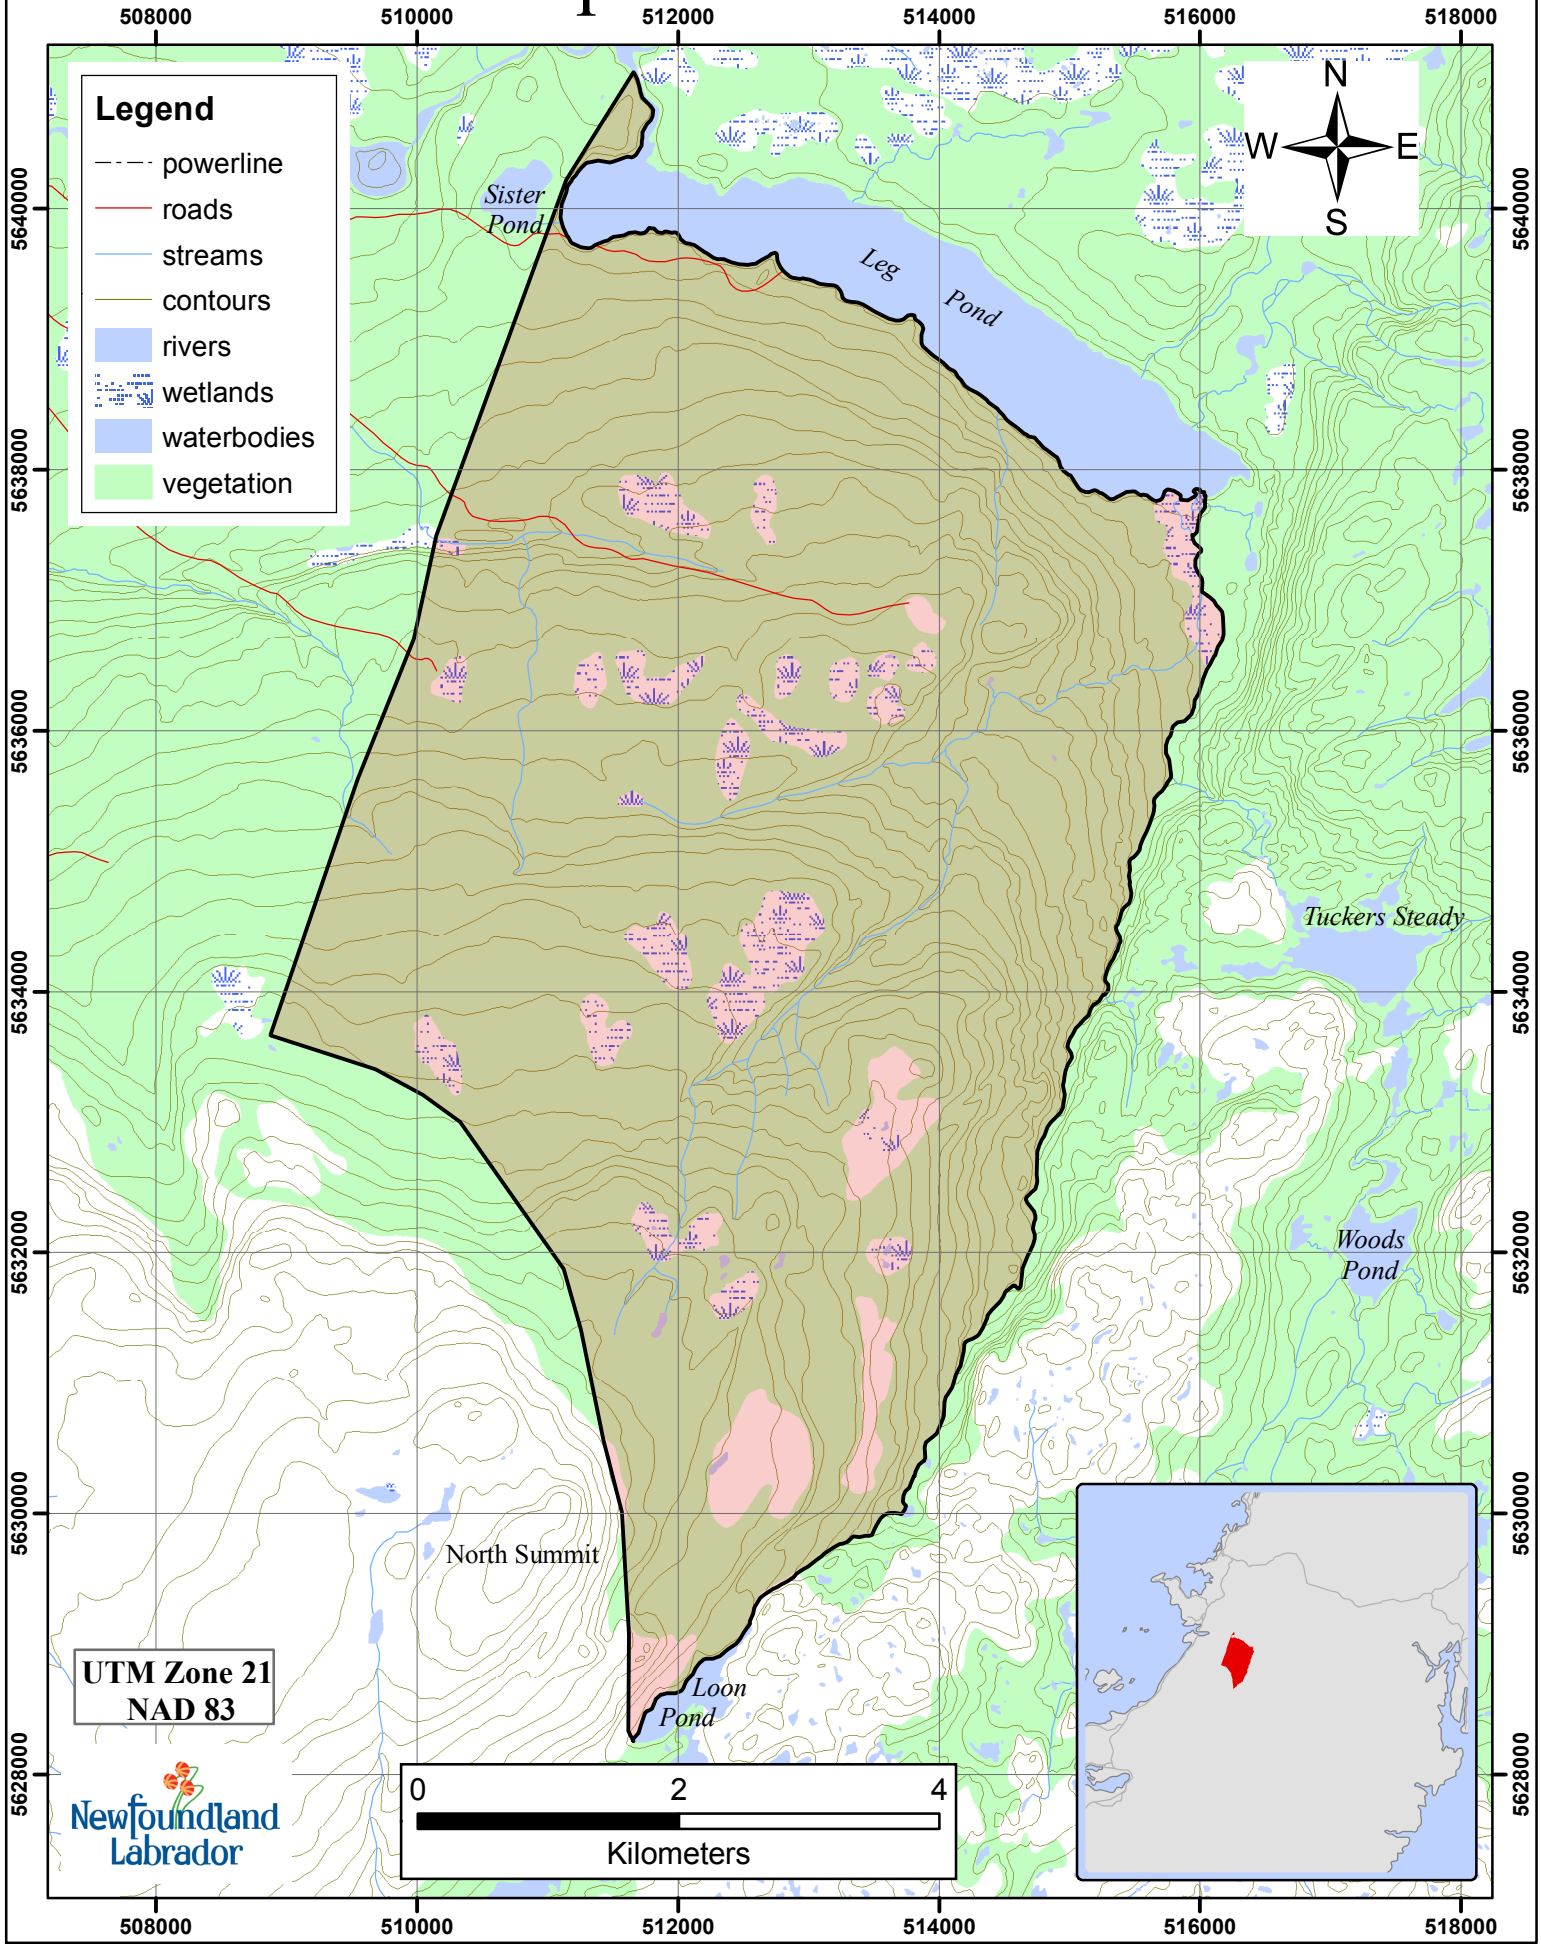 508000 510000 512000 514000 516000 518000
Legend
powerline
roads
streams
contours
rivers
wetlands
waterbodies
vegetation
N
W E
S
5640000 5640000
5638000 5638000
5636000 5636000
5634000 5634000
5632000 5632000
5630000 5630000
5628000 5628000
Sister
Pond
Leg
Pond
Tuckers Steady
Woods
Pond
North Summit
Loon
Pond
UTM Zone 21
NAD 83
Newfoundland
Labrador
0 2 4
Kilometers
508000 510000 512000 514000 516000 518000